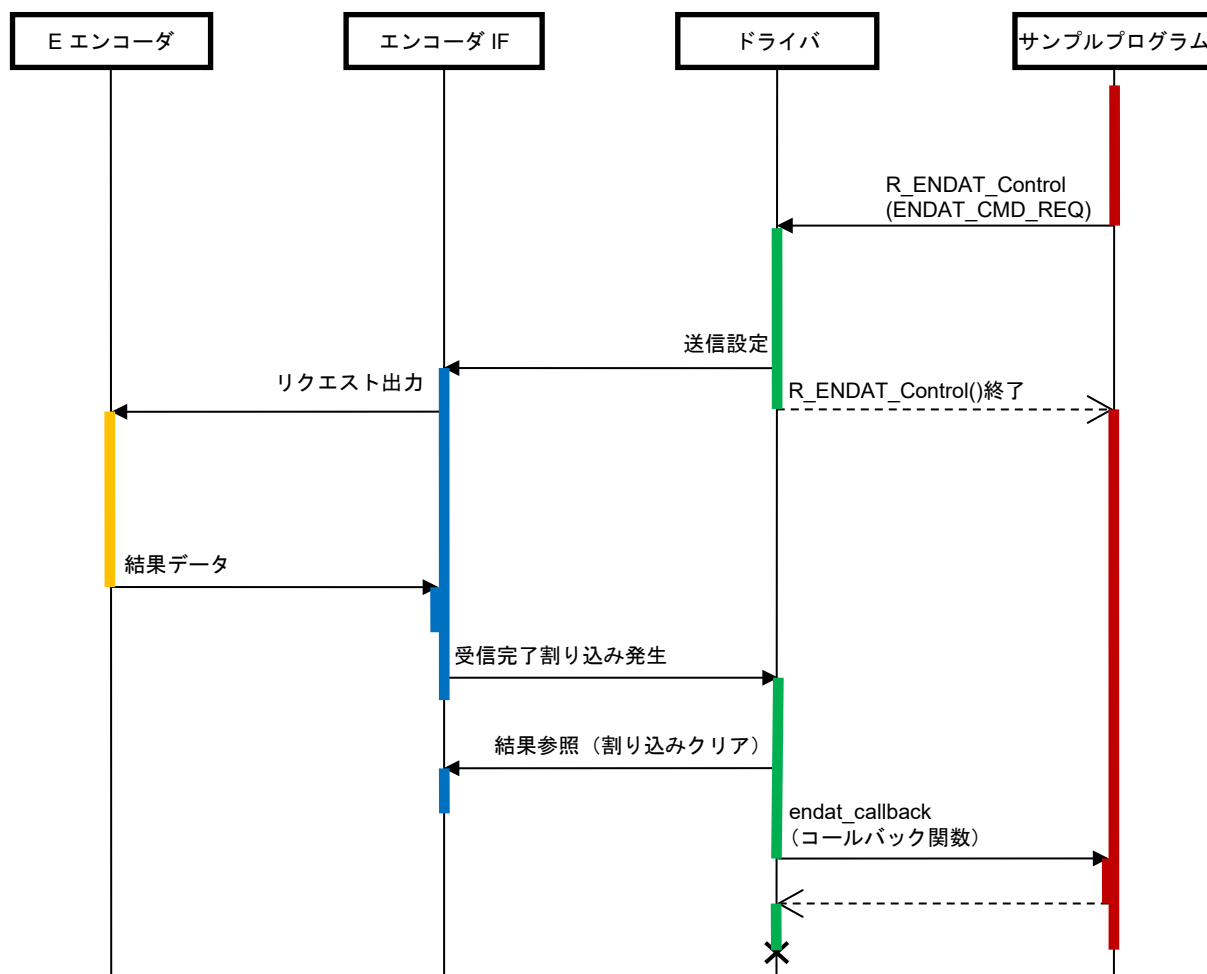 E エンコーダ
エンコーダ IF
ドライバ
サンプルプログラム
R_ENDAT_Control
(ENDAT_CMD_REQ)
送信設定
リクエスト出力
R_ENDAT_Control()終了
結果データ
受信完了割り込み発生
結果参照（割り込みクリア）
endat_callback
（コールバック関数）